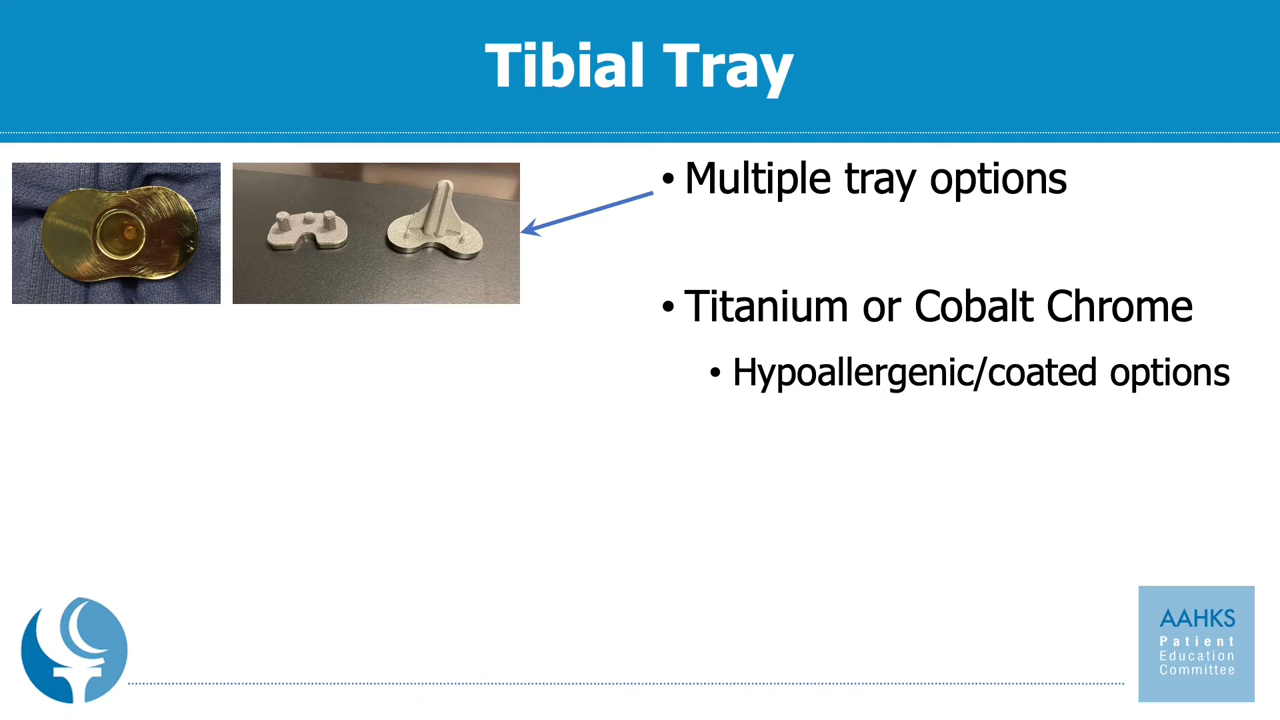 Tibial Tray
• Multiple tray options
• Titanium or Cobalt Chrome
• Hypoallergenic/coated options
AAHKS
Patient
Education
Committee